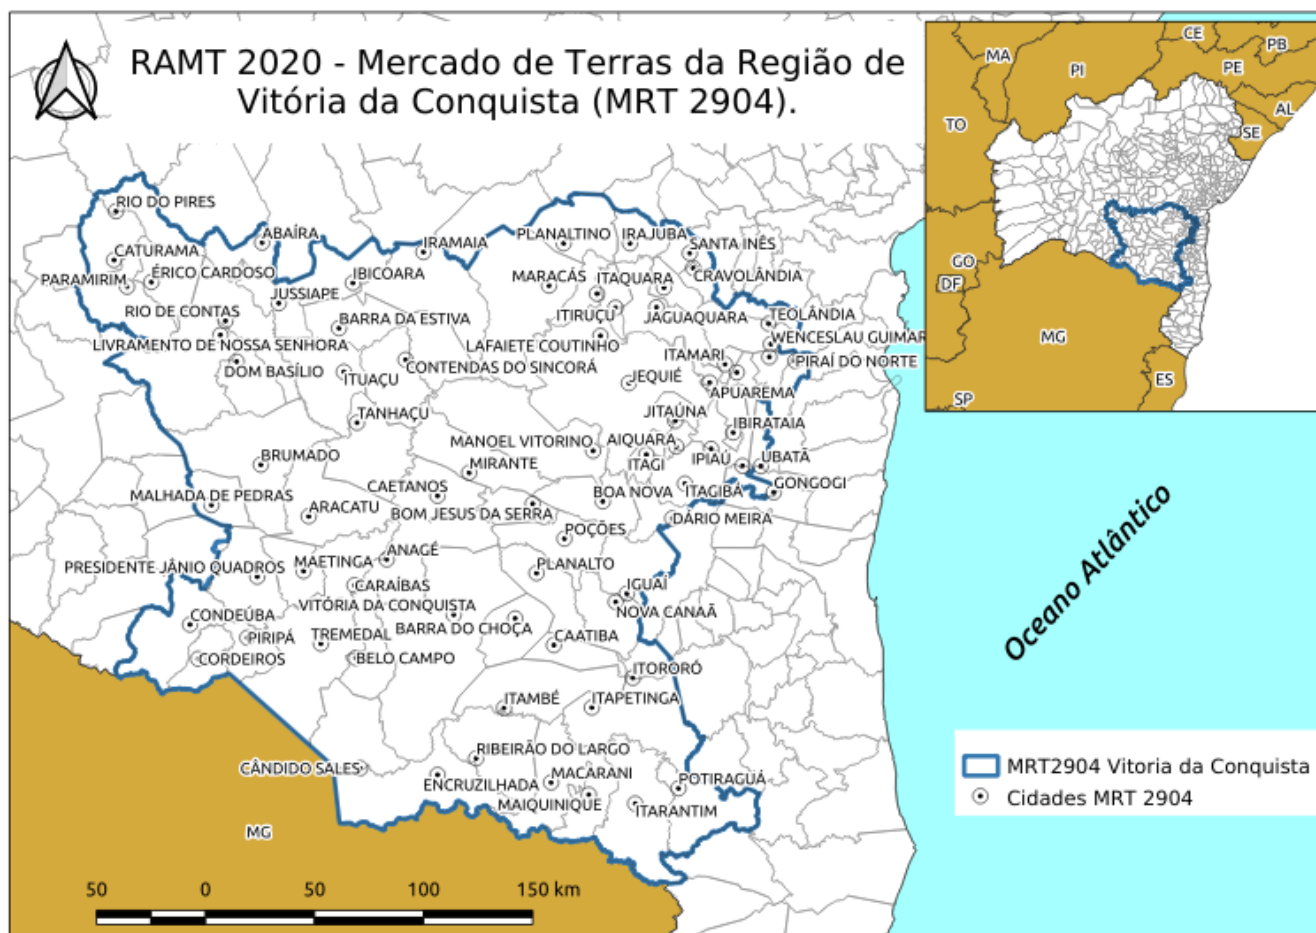 RAMT 2020 - Mercado de Terras da Região de
Vitória da Conquista (MRT 2904).
CE
MA
PI
PB
PE
AL
TO
SE
GO
DF
MG
ES
SP
RIO DO PIRES
ABAÍRA
IRAMAIA
PLANALTINO
IRAJUBA
SANTA INÊS
CATURAMA
PARAMIRIM
ÉRICO CARDOSO
IBICOARA
MARACÁS
ITAQUARA
CRAVOLÂNDIA
JUSSIAPE
RIO DE CONTAS
BARRA DA ESTIVA
ITIRUÇU
JAGUAQUARA
TEOLÂNDIA
LIVRAMENTO DE NOSSA SENHORA
LAFAIETE COUTINHO
WENCESLAU GUIMAR
DOM BASÍLIO
ITUAÇU
CONTENDAS DO SINCORÁ
ITAMARI
PIRAÍ DO NORTE
JEQUIÉ
APUAREMA
TANHAÇU
JITAÚNA
IBIRATAIA
MANOEL VITORINO
AIQUARA
BRUMADO
MIRANTE
ITAGI
IPIAÚ
UBATÃ
MALHADA DE PEDRAS
CAETANOS
BOA NOVA
ITAGIBÁ
GONGOGI
ARACATU
BOM JESUS DA SERRA
DÁRIO MEIRA
POÇÕES
ANAGÉ
PRESIDENTE JÂNIO QUADROS
MAETINGA
PLANALTO
CARAÍBAS
IGUAÍ
VITÓRIA DA CONQUISTA
NOVA CANAÃ
CONDEÚBA
PIRIPÁ
TREMEDAL
BARRA DO CHOÇA
CAATIBA
CORDEIROS
BELO CAMPO
ITORORÓ
ITAMBÉ
ITAPETINGA
RIBEIRÃO DO LARGO
CÂNDIDO SALES
ENCRUZILHADA
MACARANI
POTIRAGUÁ
MAIQUINIQUE
ITARANTIM
MG
Oceano Atlântico
MRT2904 Vitoria da Conquista
Cidades MRT 2904
50 0 50 100 150 km